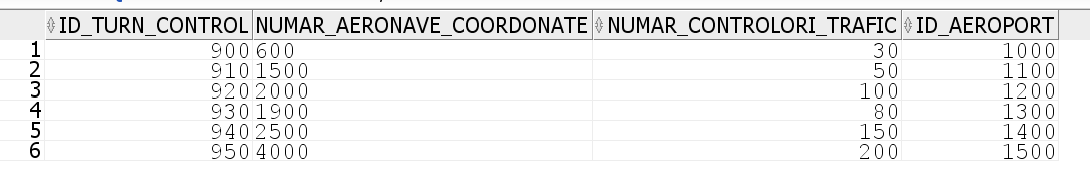 ID_TURN_CONTROL NUMAR_AERONAVE_COORDONATE NUMAR_CONTROLORI_TRAFIC ID_AEROPORT
1 900 600 30 1000
2 910 1500 50 1100
3 920 2000 100 1200
4 930 1900 80 1300
5 940 2500 150 1400
6 950 4000 200 1500